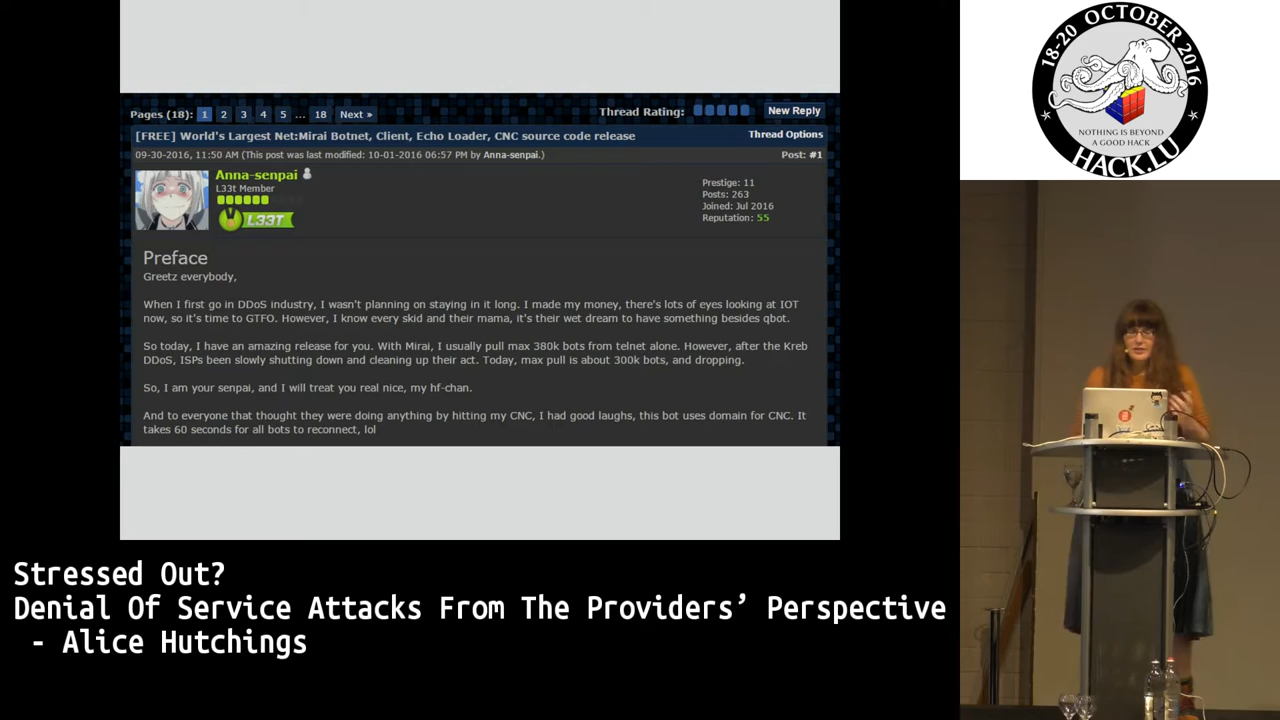 Pages (18): 1 2 3 4 5 ... 18 Next »
Thread Rating:
New Reply
[FREE] World's Largest Net:Mirai Botnet, Client, Echo Loader, CNC source code release
Thread Options
09-30-2016, 11:50 AM (This post was last modified: 10-01-2016 06:57 PM by Anna-senpai.)
Post: #1
Anna-senpai
L33t Member
L33T
Prestige: 11
Posts: 263
Joined: Jul 2016
Reputation: 55
Preface
Greetz everybody,
When I first go in DDoS industry, I wasn't planning on staying in it long. I made my money, there's lots of eyes looking at IOT
now, so it's time to GTFO. However, I know every skid and their mama, it's their wet dream to have something besides qbot.
So today, I have an amazing release for you. With Mirai, I usually pull max 380k bots from telnet alone. However, after the Kreb
DDoS, ISPs been slowly shutting down and cleaning up their act. Today, max pull is about 300k bots, and dropping.
So, I am your senpai, and I will treat you real nice, my hf-chan.
And to everyone that thought they were doing anything by hitting my CNC, I had good laughs, this bot uses domain for CNC. It
takes 60 seconds for all bots to reconnect, lol
18-20 OCTOBER 2016
NOTHING IS BEYOND
A GOOD HACK
HACK.LU
Stressed Out?
Denial Of Service Attacks From The Providers’ Perspective
- Alice Hutchings